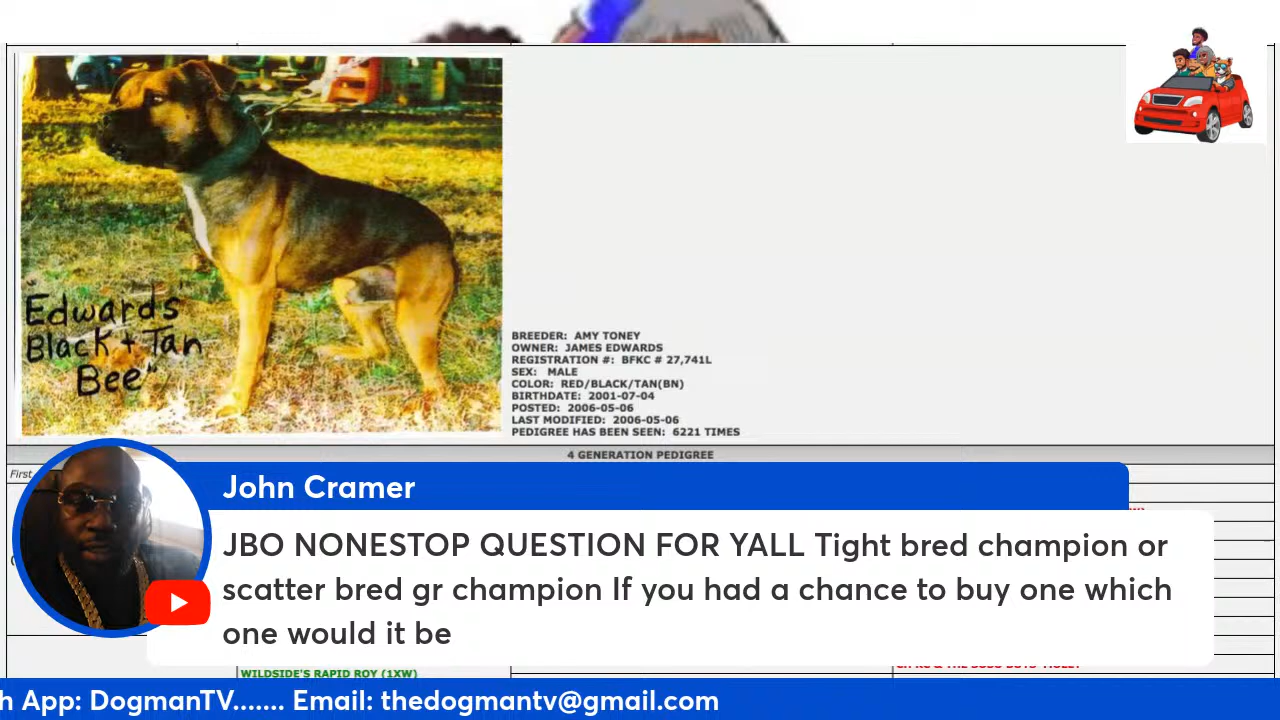 Edwards
Black + Tan
Bee"
BREEDER: AMY TONEY
OWNER: JAMES EDWARDS
REGISTRATION #: BFKC # 27,741L
SEX: MALE
COLOR: RED/BLACK/TAN(BN)
BIRTHDATE: 2001-07-04
POSTED: 2006-05-06
LAST MODIFIED: 2006-05-06
PEDIGREE HAS BEEN SEEN: 6221 TIMES
4 GENERATION PEDIGREE
First
John Cramer
JBO NONESTOP QUESTION FOR YALL Tight bred champion or
scatter bred gr champion If you had a chance to buy one which
one would it be
WILDSIDE'S RAPID ROY (1XW)
h App: DogmanTV....... Email: thedogmantv@gmail.com